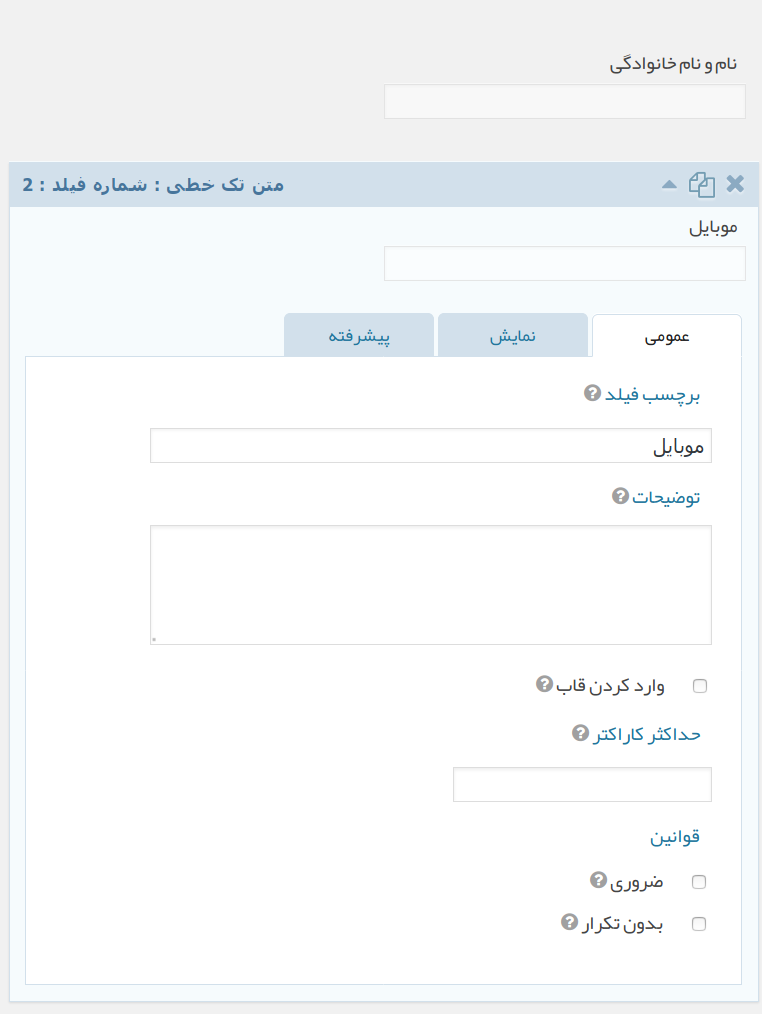 نام و نام خانوادگی
متن تک خطی : شماره فیلد : 2
موبایل
عمومی
نمایش
پیشرفته
برچسب فیلد
موبایل
توضیحات
وارد کردن قاب
حداکثر کاراکتر
قوانین
ضروری
بدون تکرار